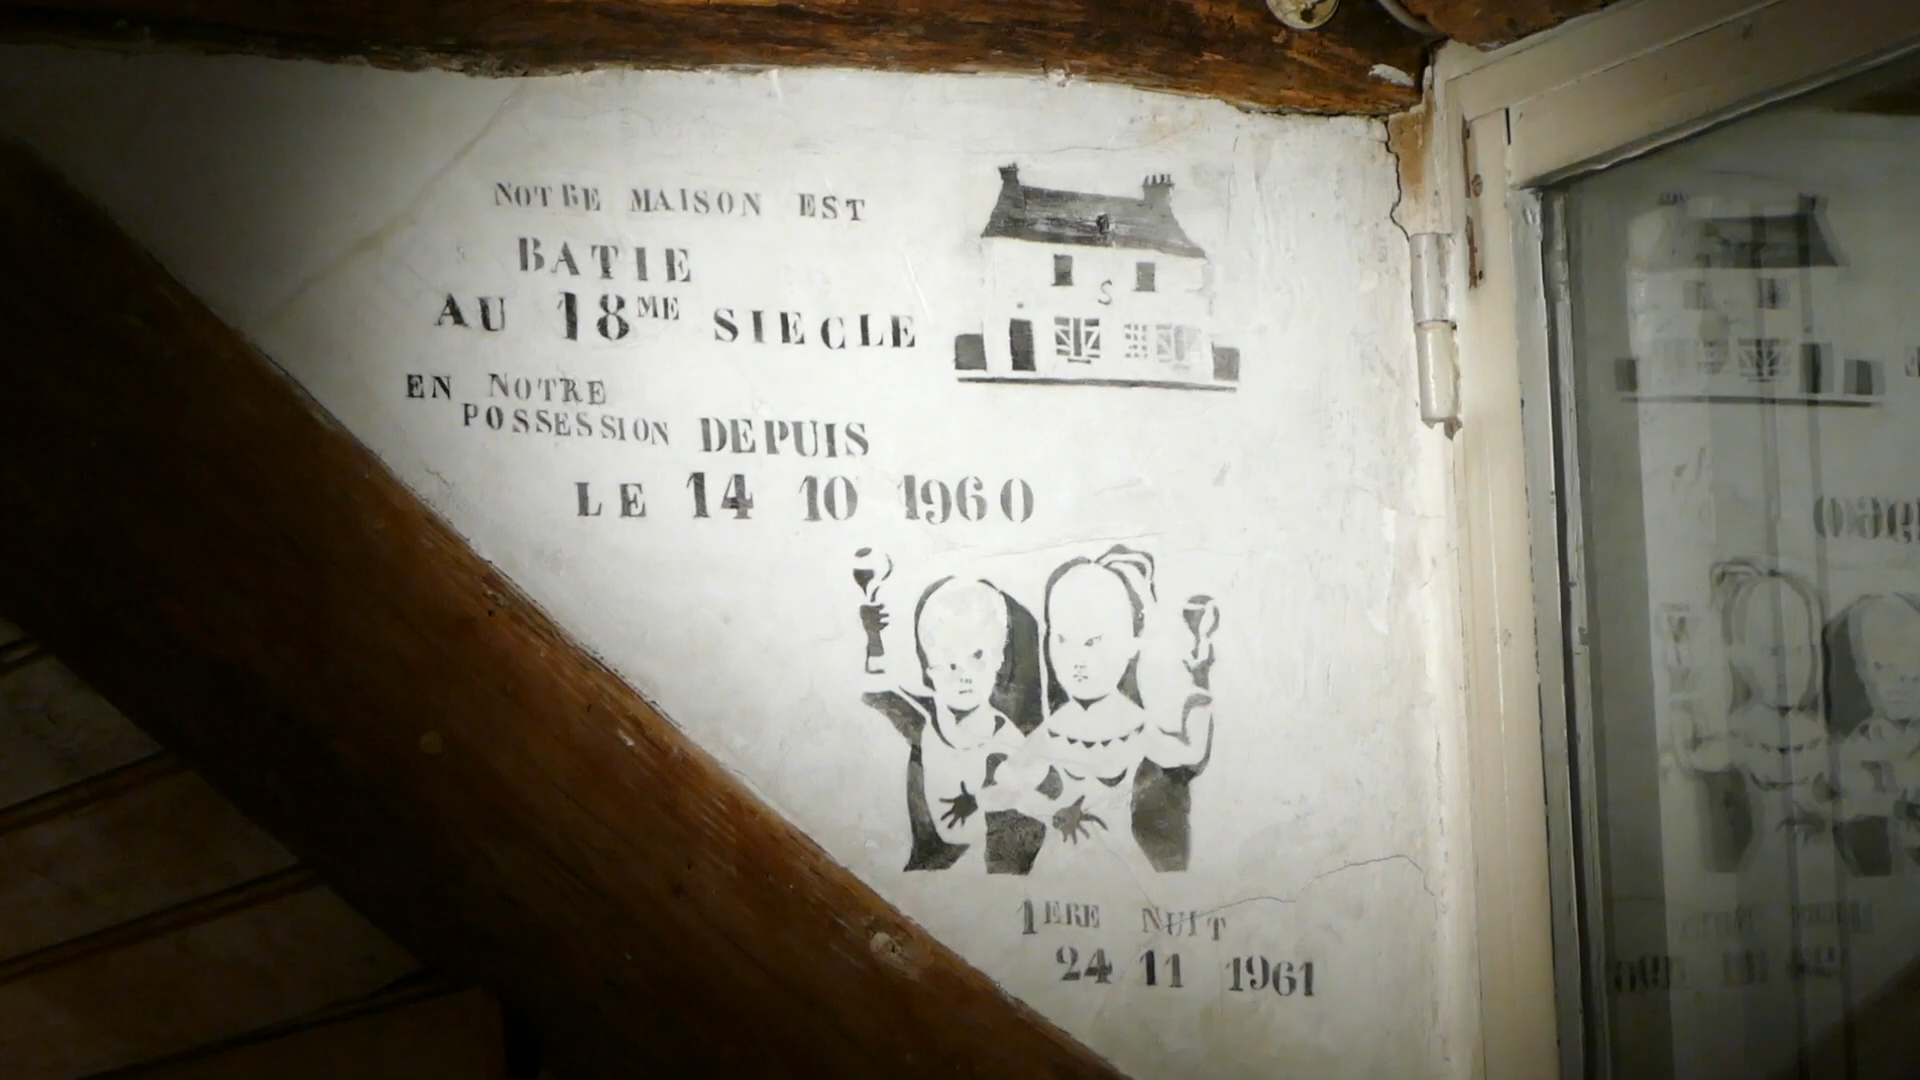 NOTRE MAISON EST
BATIE
AU 18ME SIECLE
EN NOTRE
POSSESSION DEPUIS
LE 14 10 1960
1ERE NUIT
24 11 1961